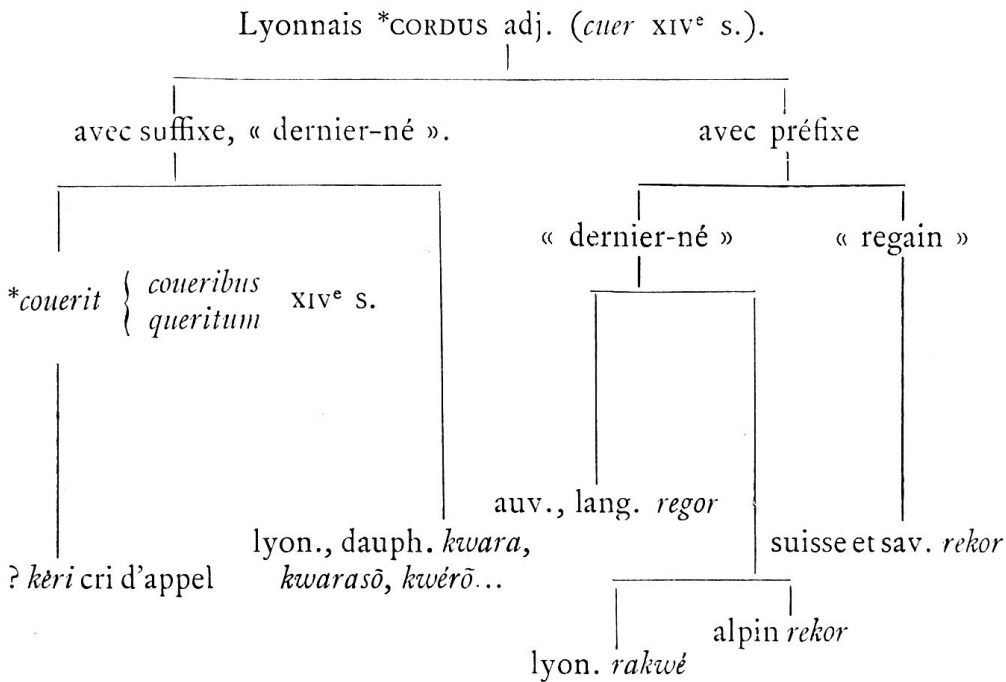 Lyonnais *CORDUS adj. (cuer XIVe s.).
avec suffixe, « dernier-né ».
avec préfixe
« dernier-né »
« regain »
*couerit { coueribus
queritum
XIVe s.
auv., lang. regor
lyon., dauph. kwara,
kwarasõ, kwérõ...
suisse et sav. rekor
? kèri cri d'appel
alpin rekor
lyon. rakwé